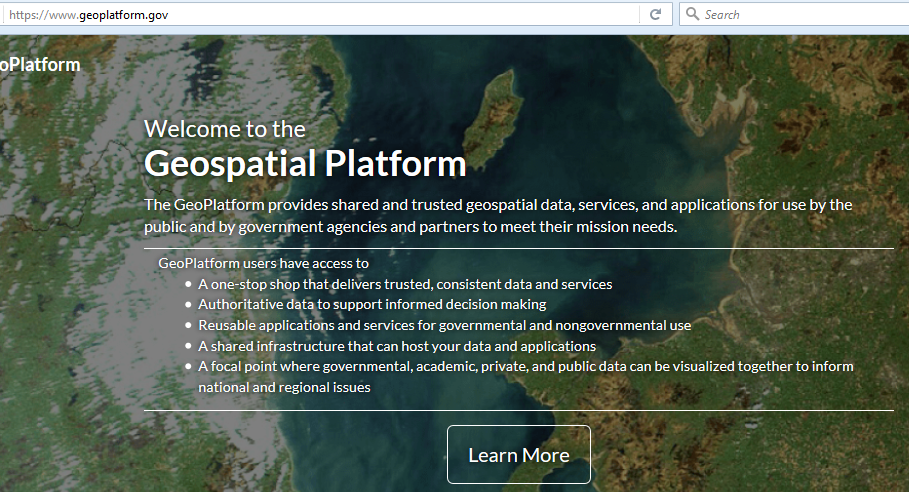 https://www.geoplatform.gov
Search
oPlatform
Welcome to the
Geospatial Platform
The GeoPlatform provides shared and trusted geospatial data, services, and applications for use by the
public and by government agencies and partners to meet their mission needs.
GeoPlatform users have access to
• A one-stop shop that delivers trusted, consistent data and services
• Authoritative data to support informed decision making
• Reusable applications and services for governmental and nongovernmental use
• A shared infrastructure that can host your data and applications
• A focal point where governmental, academic, private, and public data can be visualized together to inform
national and regional issues
Learn More